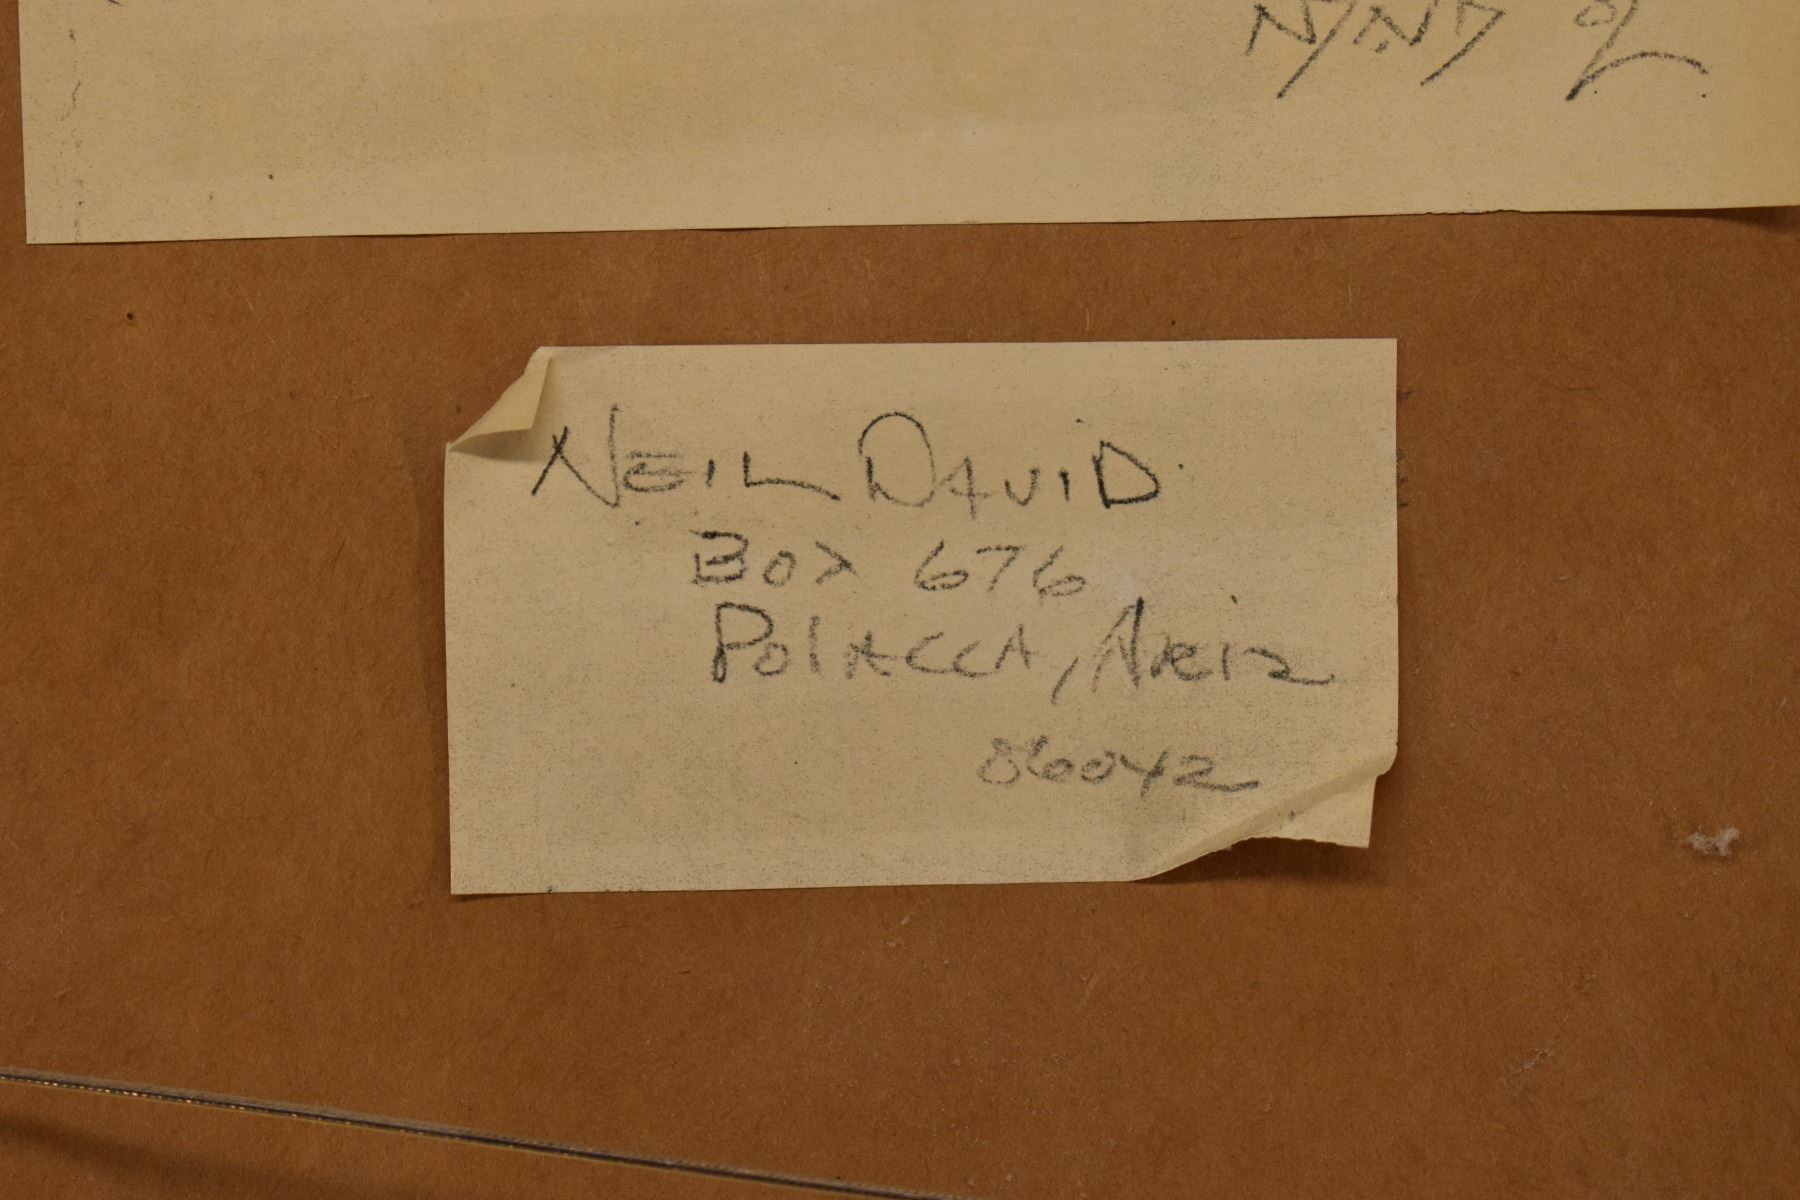 NEIL DAVID
BOX 676
POLACCA, ARIZ
86042